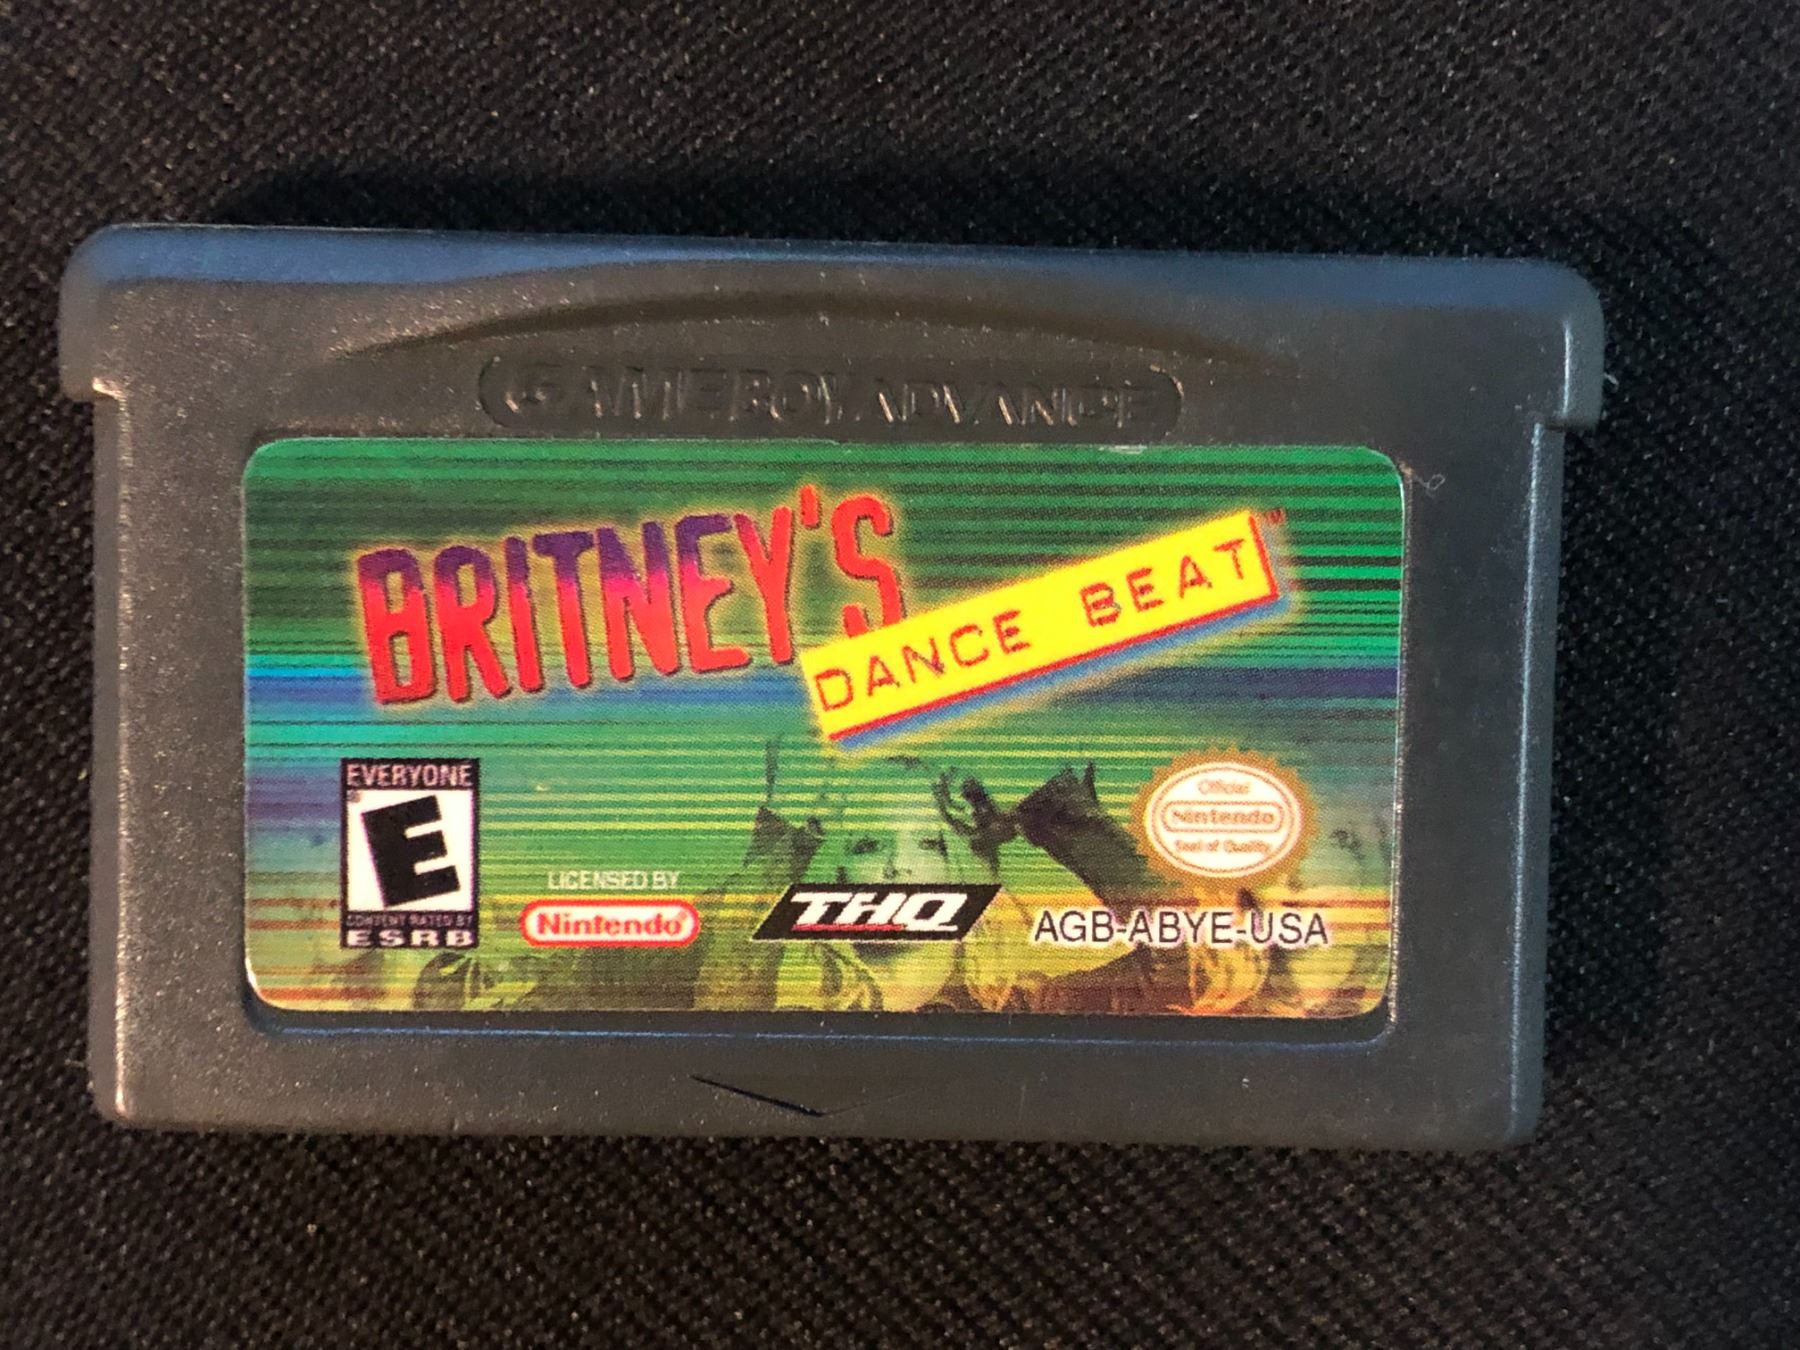 GAME BOY ADVANCE
BRITNEY'S
DANCE BEAT™
EVERYONE
E
CONTENT RATED BY
ESRB
LICENSED BY
Nintendo®
THQ
Official
Nintendo
Seal of Quality
AGB-ABYE-USA